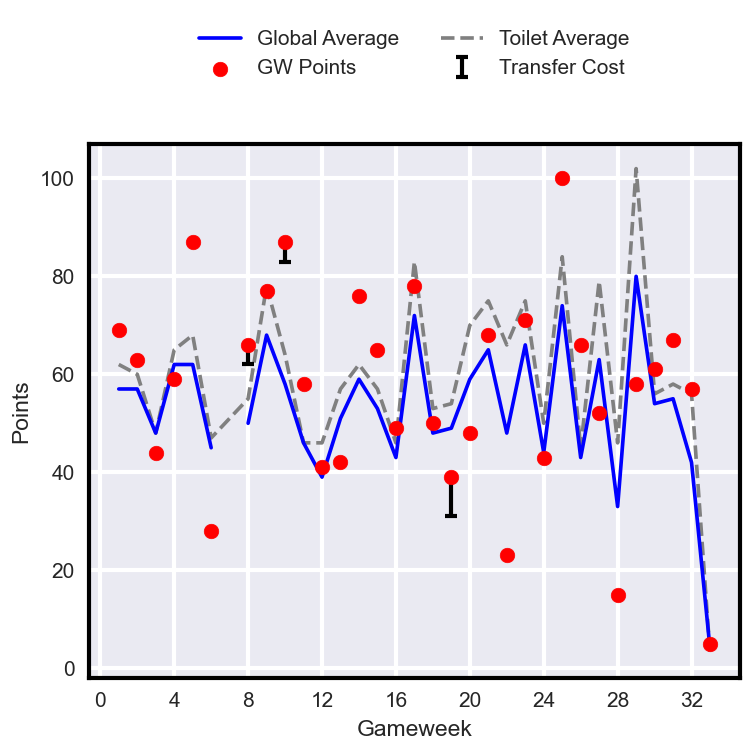 Global Average
Toilet Average
GW Points
Transfer Cost
100
80
60
40
20
0
Points
0 4 8 12 16 20 24 28 32
Gameweek